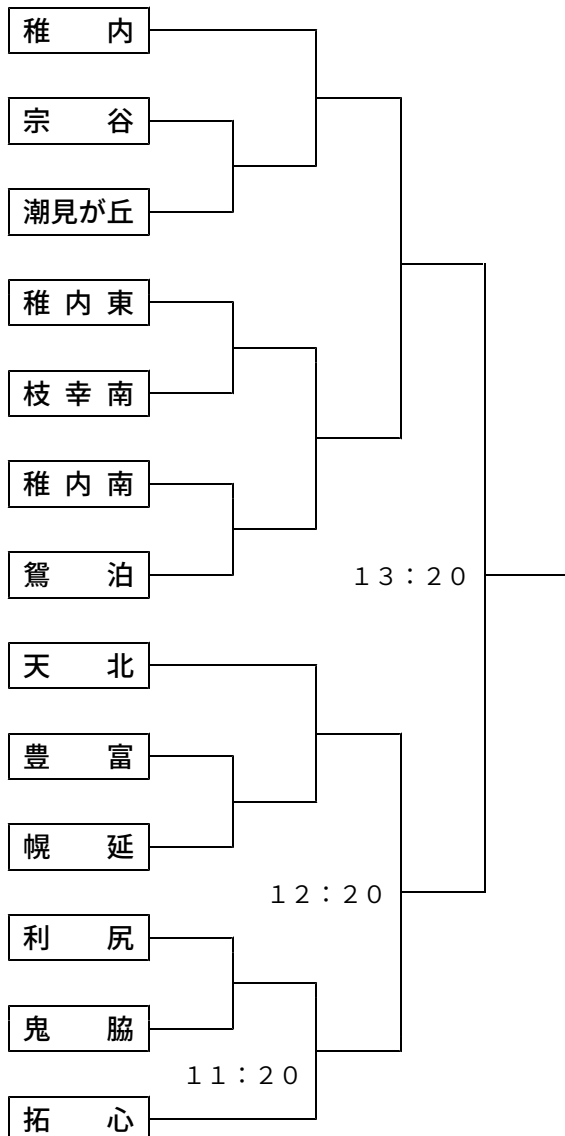 稚　内
宗　谷
潮見が丘
稚 内 東
枝 幸 南
稚 内 南
鴛　泊
１３：２０
天　北
豊　富
幌　延
１２：２０
利　尻
鬼　脇
１１：２０
拓　心